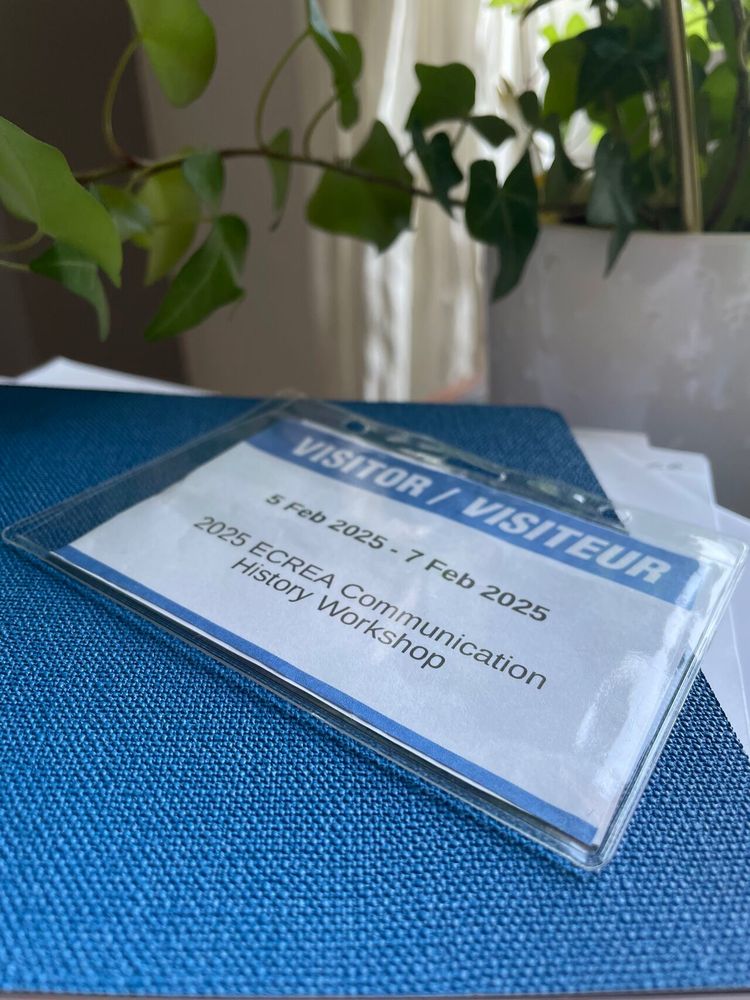 VISITOR / VISITEUR
5 Feb 2025 - 7 Feb 2025
2025 ECREA Communication
History Workshop